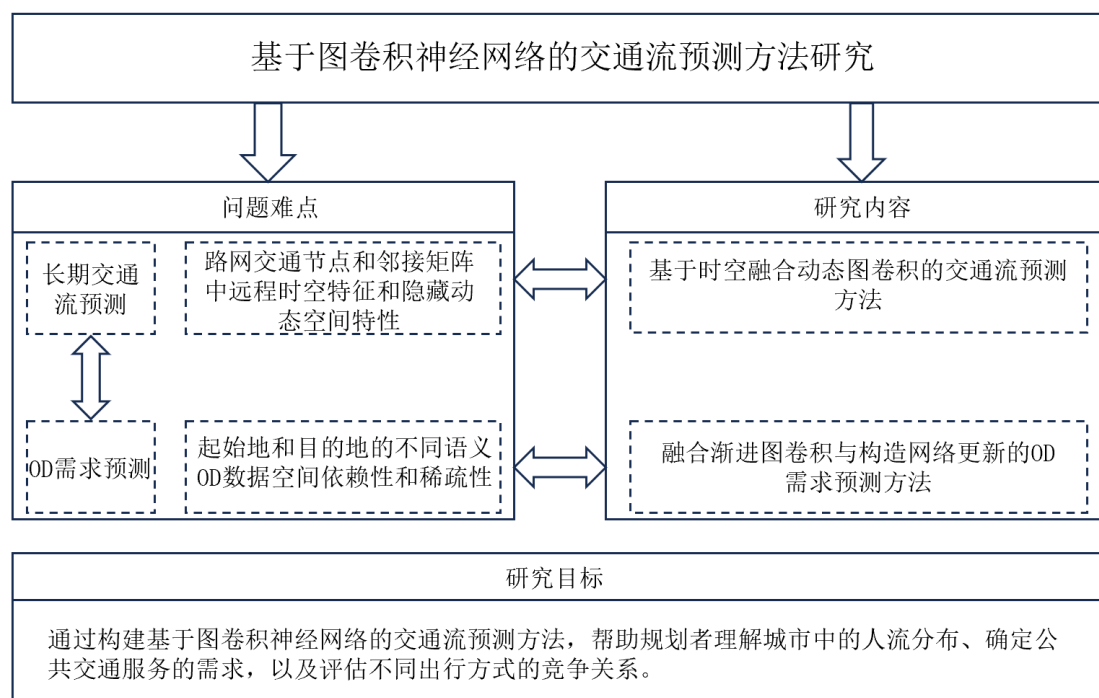 基于图卷积神经网络的交通流预测方法研究
问题难点
长期交通
流预测
路网交通节点和邻接矩阵
中远程时空特征和隐藏动
态空间特性
OD需求预测
起始地和目的地的不同语义
OD数据空间依赖性和稀疏性
研究内容
基于时空融合动态图卷积的交通流预测
方法
融合渐进图卷积与构造网络更新的OD
需求预测方法
研究目标
通过构建基于图卷积神经网络的交通流预测方法，帮助规划者理解城市中的人流分布、确定公
共交通服务的需求，以及评估不同出行方式的竞争关系。